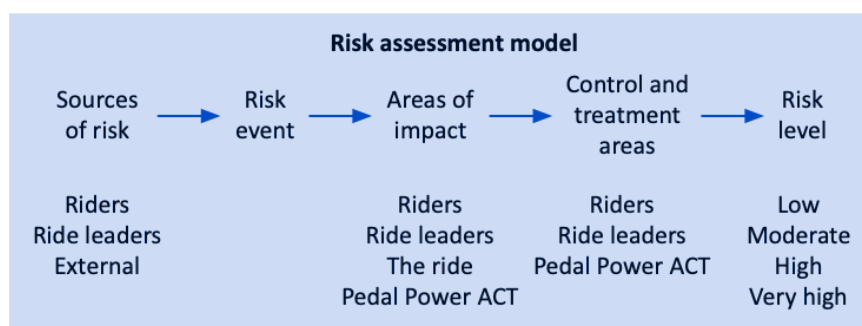 Risk assessment model
Sources
of risk
Risk
event
Areas of
impact
Control and
treatment
areas
Risk
level
Riders
Ride leaders
External
Riders
Ride leaders
The ride
Pedal Power ACT
Riders
Ride leaders
Pedal Power ACT
Low
Moderate
High
Very high